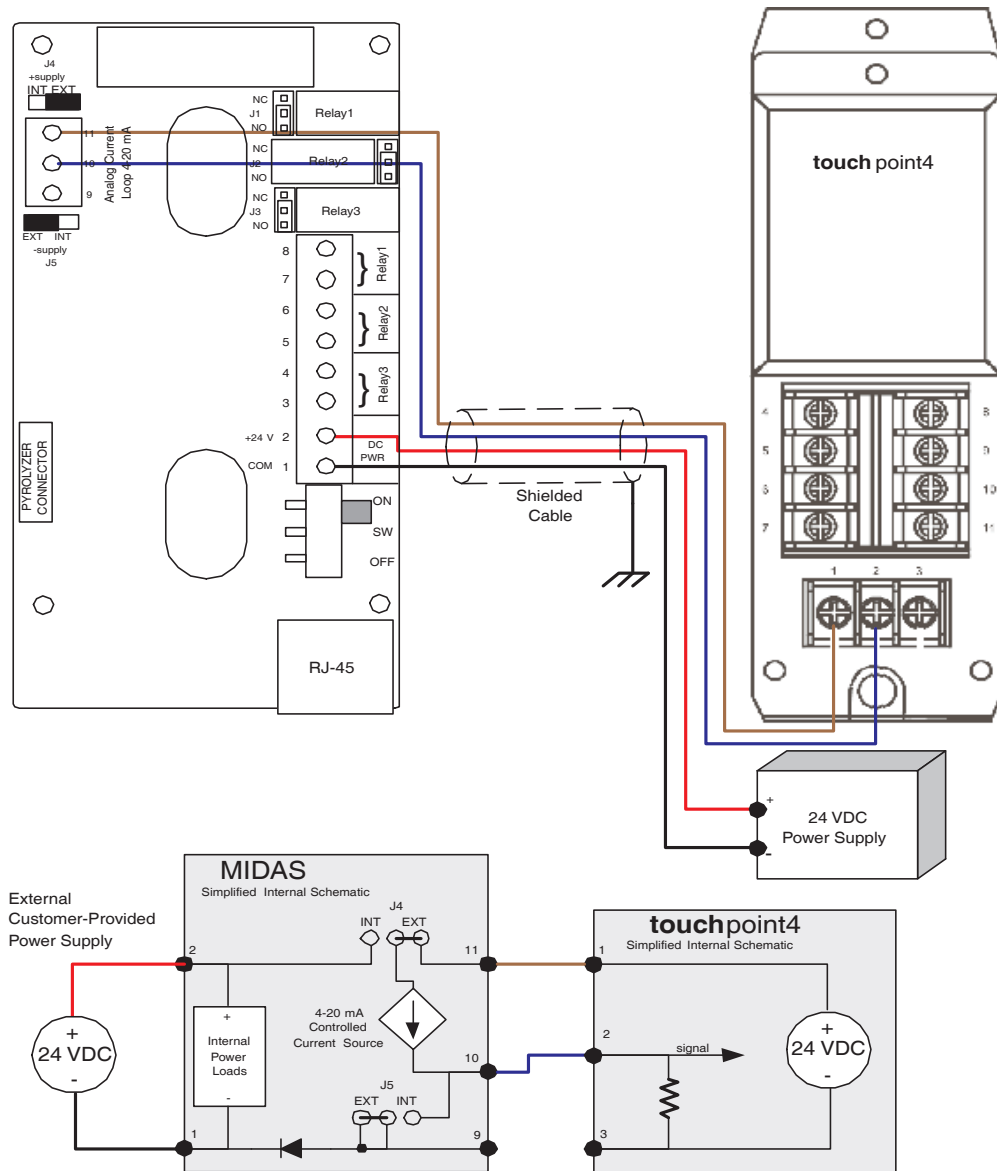 J4
+supply
INT EXT
11
10
9
Analog Current
Loop 4-20 mA
EXT INT
-supply
J5
NC
J1
NO
Relay1
NC
J2
NO
Relay2
NC
J3
NO
Relay3
8
7
} Relay1
6
5
} Relay2
4
3
} Relay3
+24 V 2
COM 1
DC
PWR
ON
SW
OFF
PYROLYZER
CONNECTOR
RJ-45
Shielded
Cable
touchpoint4
4 8
5 9
6 10
7 11
1 2 3
+
-
24 VDC
Power Supply
External
Customer-Provided
Power Supply
+
24 VDC
-
MIDAS
Simplified Internal Schematic
J4
INT EXT
2
11
+
Internal
Power
Loads
-
4-20 mA
Controlled
Current Source
10
J5
EXT INT
1
9
touchpoint4
Simplified Internal Schematic
1
2
signal
3
+
24 VDC
-